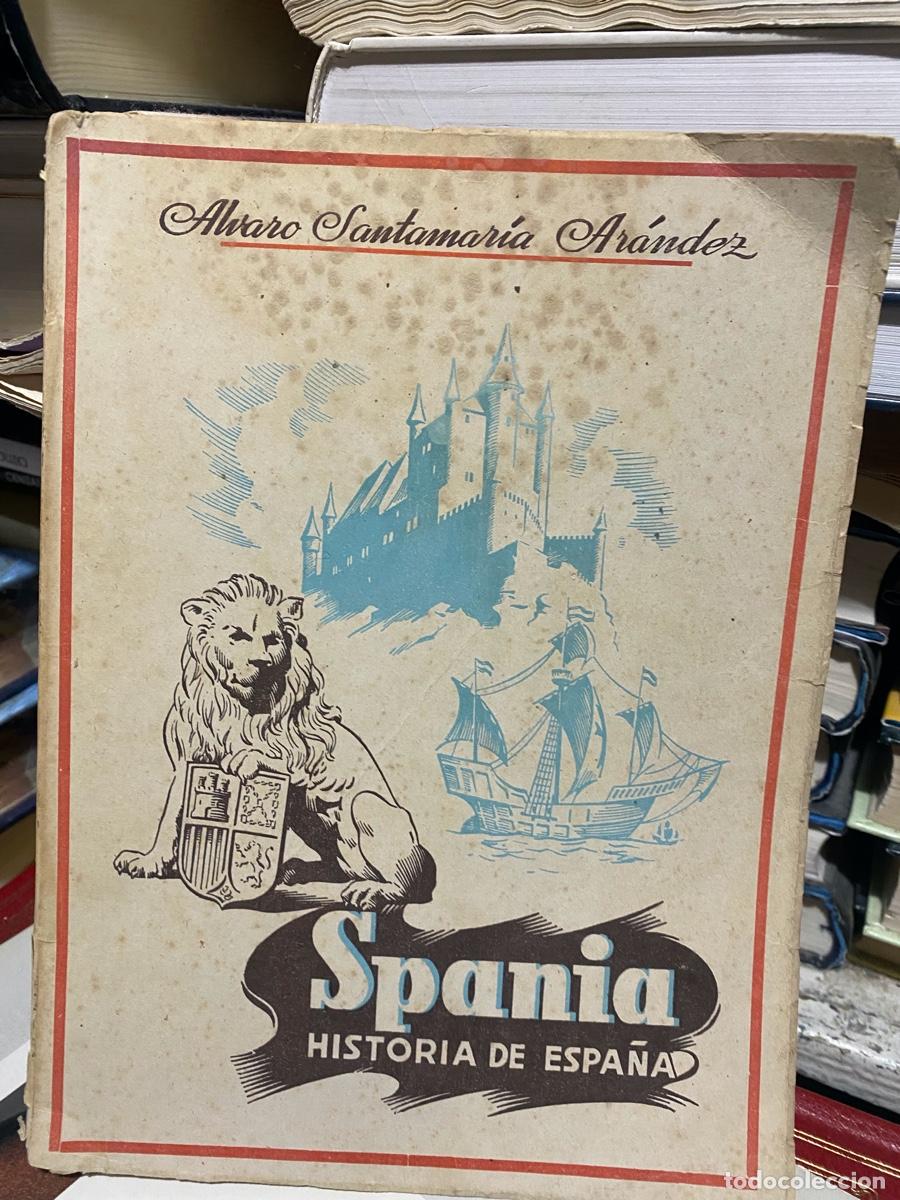 Alvaro Santamaría Arández
Spania
HISTORIA DE ESPAÑA
todocoleccion